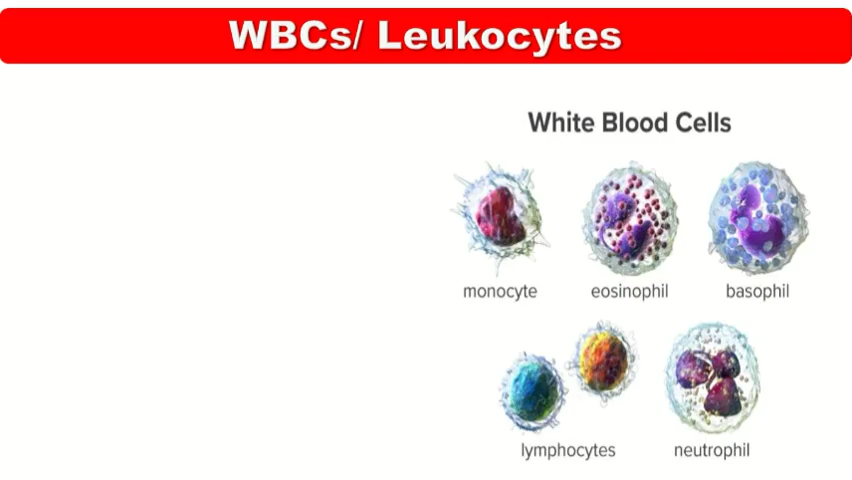 WBCs/ Leukocytes
White Blood Cells
monocyte
eosinophil
basophil
lymphocytes
neutrophil